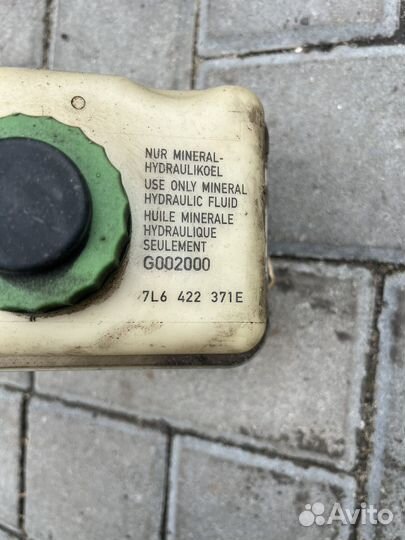 NUR MINERAL-
HYDRAULIKOEL
USE ONLY MINERAL
HYDRAULIC FLUID
HUILE MINERALE
HYDRAULIQUE
SEULEMENT
G002000
7L6 422 371E
Avito